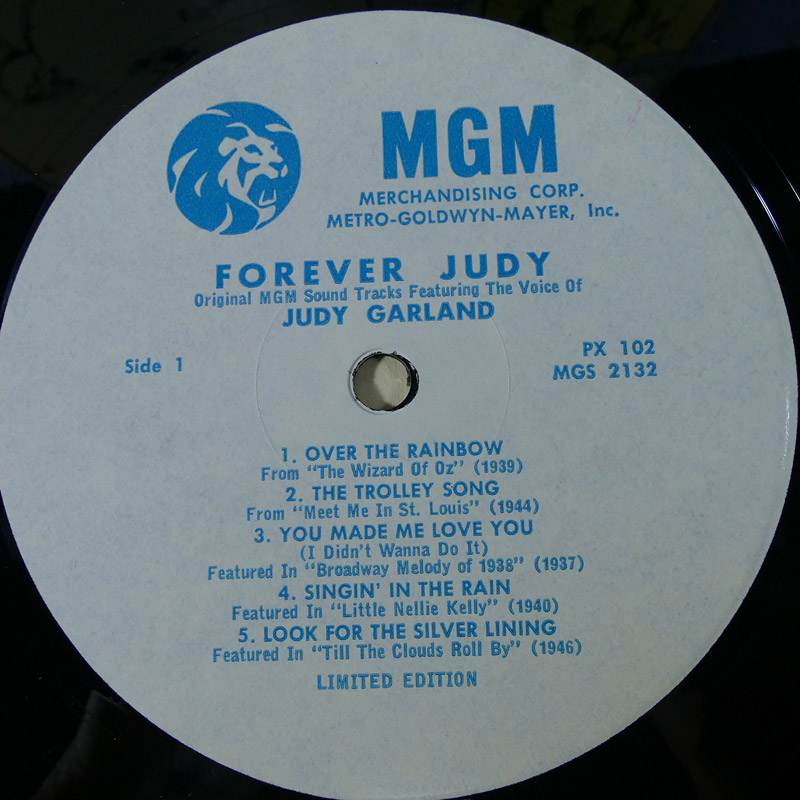 MGM
MERCHANDISING CORP.
METRO-GOLDWYN-MAYER, Inc.
FOREVER JUDY
Original MGM Sound Tracks Featuring The Voice Of
JUDY GARLAND
Side 1
PX 102
MGS 2132
1. OVER THE RAINBOW
From "The Wizard Of Oz" (1939)
2. THE TROLLEY SONG
From "Meet Me In St. Louis" (1944)
3. YOU MADE ME LOVE YOU
(I Didn't Wanna Do It)
Featured In "Broadway Melody of 1938" (1937)
4. SINGIN' IN THE RAIN
Featured In "Little Nellie Kelly" (1940)
5. LOOK FOR THE SILVER LINING
Featured In "Till The Clouds Roll By" (1946)
LIMITED EDITION